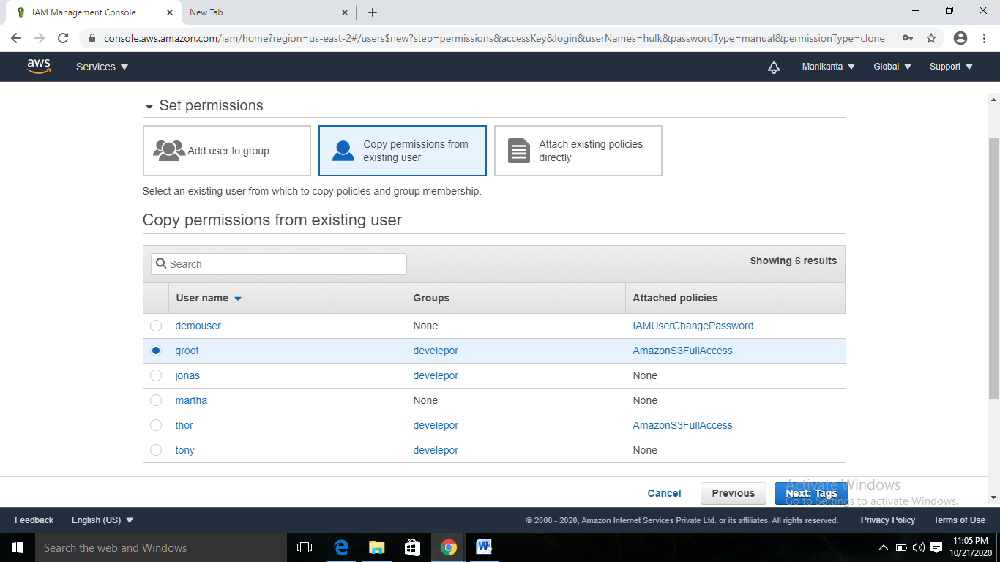 IAM Management Console
New Tab
console.aws.amazon.com/iam/home?region=us-east-2#/users$new?step=permissions&accessKey&login&userNames=hulk&passwordType=manual&permissionType=clone
aws
Services
Manikanta
Global
Support
Set permissions
Add user to group
Copy permissions from
existing user
Attach existing policies
directly
Select an existing user from which to copy policies and group membership.
Copy permissions from existing user
Search
Showing 6 results
User name
Groups
Attached policies
demouser
None
IAMUserChangePassword
groot
develepor
AmazonS3FullAccess
jonas
develepor
None
martha
None
None
thor
develepor
AmazonS3FullAccess
tony
develepor
None
Cancel
Previous
Next: Tags
Activate Windows
Go to Settings to activate Windows.
Feedback
English (US)
© 2008 - 2020, Amazon Internet Services Private Ltd. or its affiliates. All rights reserved.
Privacy Policy
Terms of Use
Search the web and Windows
11:05 PM
10/21/2020